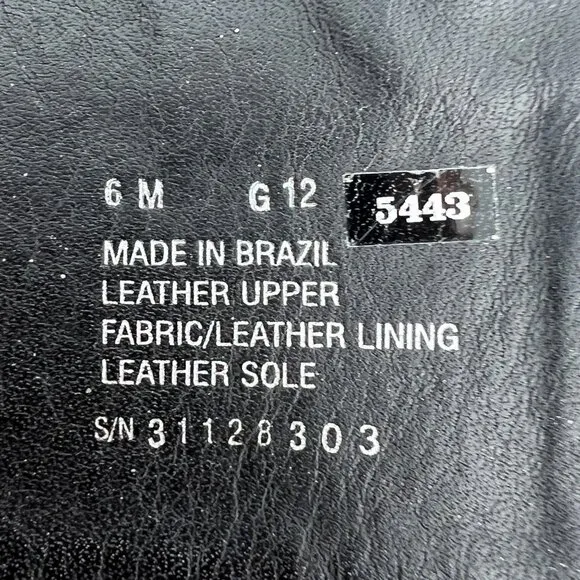 6 M G 12 5443
MADE IN BRAZIL
LEATHER UPPER
FABRIC/LEATHER LINING
LEATHER SOLE
S/N 31128303